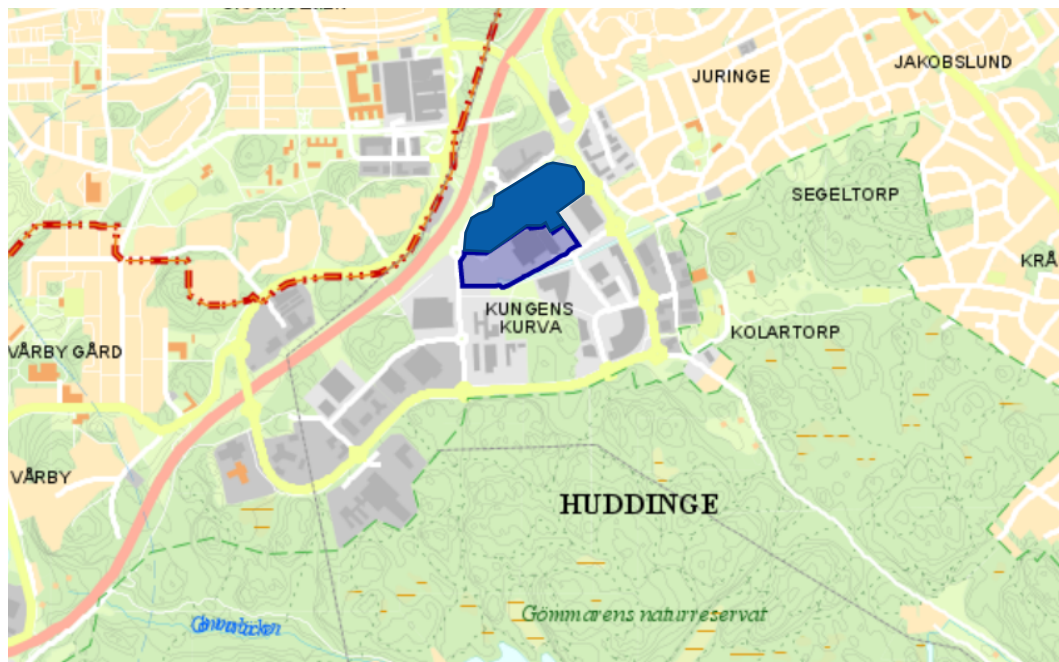 JAKOBSLUND
JURINGE
SEGELTORP
KRÅ
KUNGENS
KURVA
KOLARTORP
VÅRBY GÅRD
VÅRBY
HUDDINGE
Gömmarens naturreservat